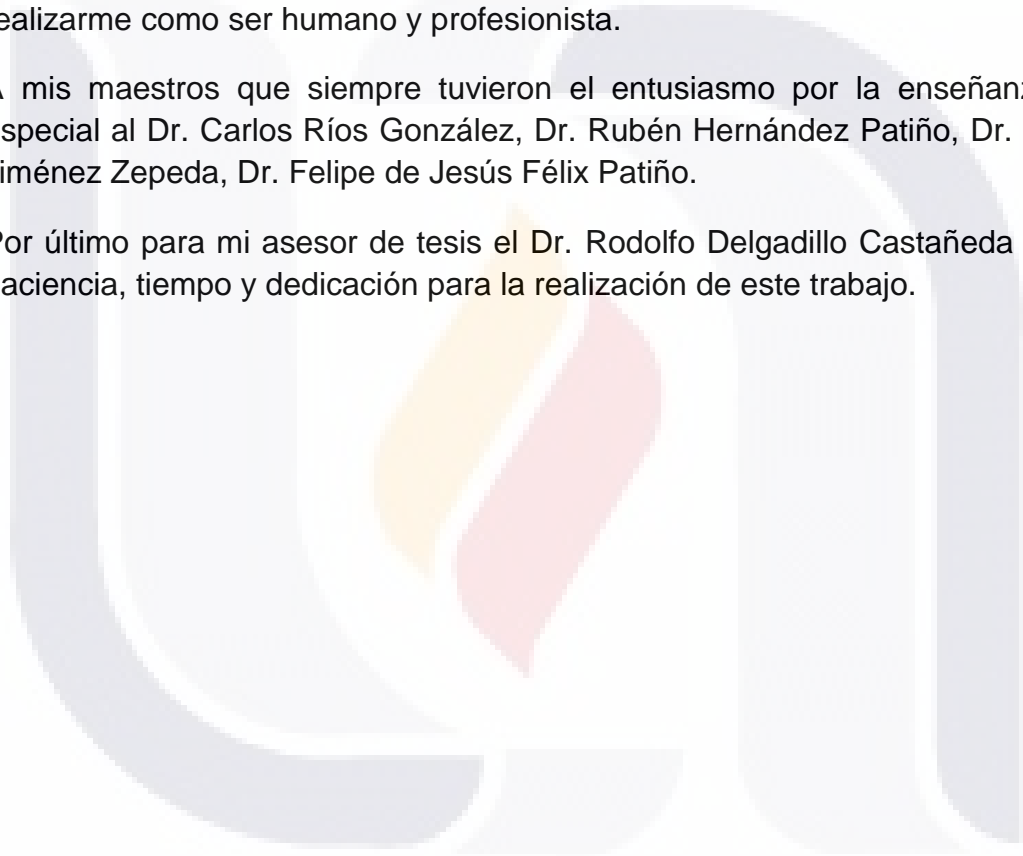 ealizarme como ser humano y profesionista.
mis maestros que siempre tuvieron el entusiasmo por la enseñanz
special al Dr. Carlos Ríos González, Dr. Rubén Hernández Patiño, Dr.
iménez Zepeda, Dr. Felipe de Jesús Félix Patiño.
or último para mi asesor de tesis el Dr. Rodolfo Delgadillo Castañeda
aciencia, tiempo y dedicación para la realización de este trabajo.